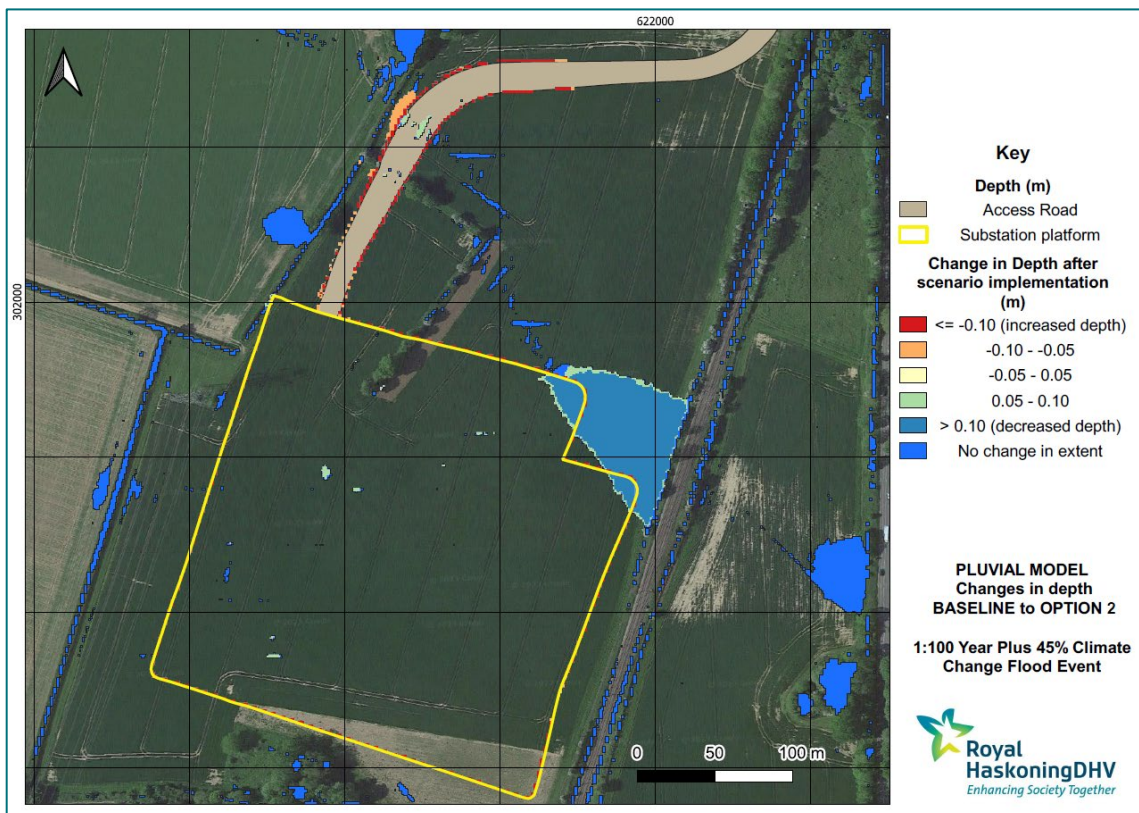 622000
302000
0 50 100 m
Key
Depth (m)
Access Road
Substation platform
Change in Depth after
scenario implementation
(m)
<= -0.10 (increased depth)
-0.10 - -0.05
-0.05 - 0.05
0.05 - 0.10
> 0.10 (decreased depth)
No change in extent
PLUVIAL MODEL
Changes in depth
BASELINE to OPTION 2
1:100 Year Plus 45% Climate
Change Flood Event
Royal
HaskoningDHV
Enhancing Society Together